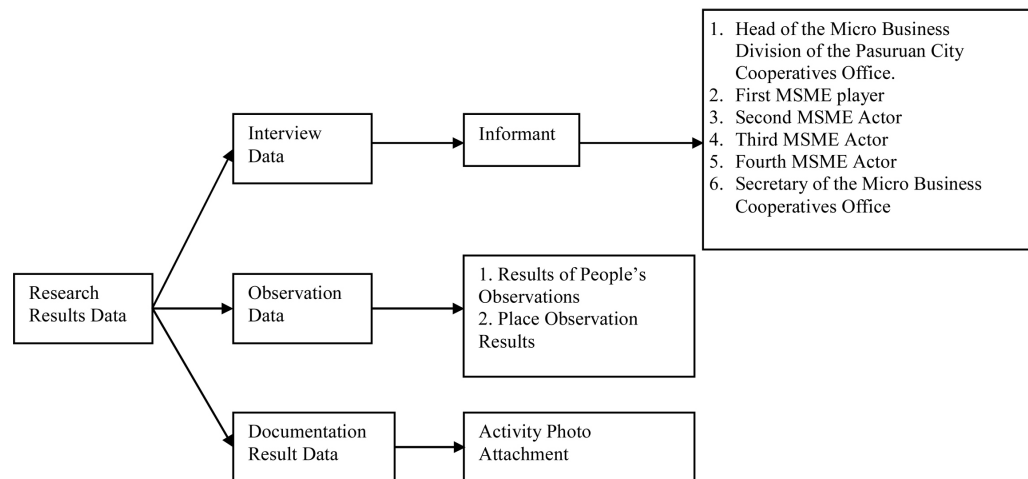 1. Head of the Micro Business
Division of the Pasuruan City
Cooperatives Office.
2. First MSME player
3. Second MSME Actor
4. Third MSME Actor
5. Fourth MSME Actor
6. Secretary of the Micro Business
Cooperatives Office
Interview
Data
Informant
Research
Results Data
Observation
Data
1. Results of People’s
Observations
2. Place Observation
Results
Documentation
Result Data
Activity Photo
Attachment